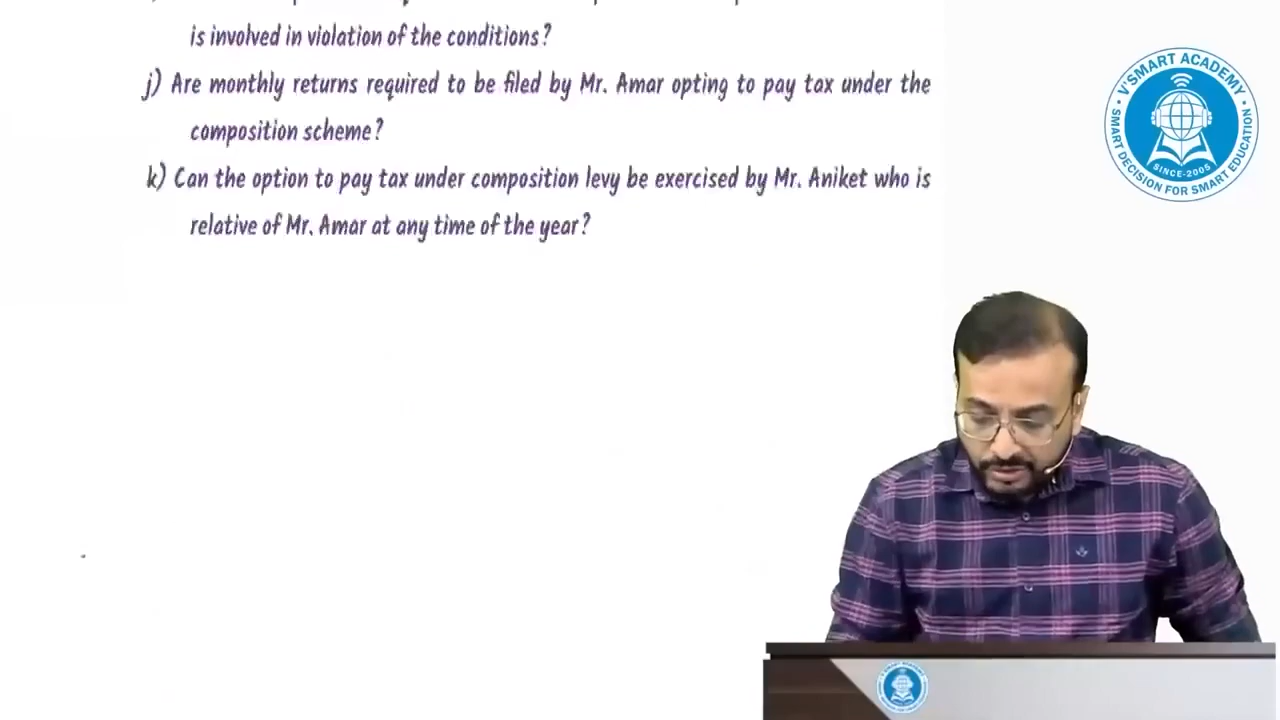 is involved in violation of the conditions?
j) Are monthly returns required to be filed by Mr. Amar opting to pay tax under the
composition scheme?
k) Can the option to pay tax under composition levy be exercised by Mr. Aniket who is
relative of Mr. Amar at any time of the year?
V'SMART ACADEMY
SINCE-2005
SMART DECISION FOR SMART EDUCATION